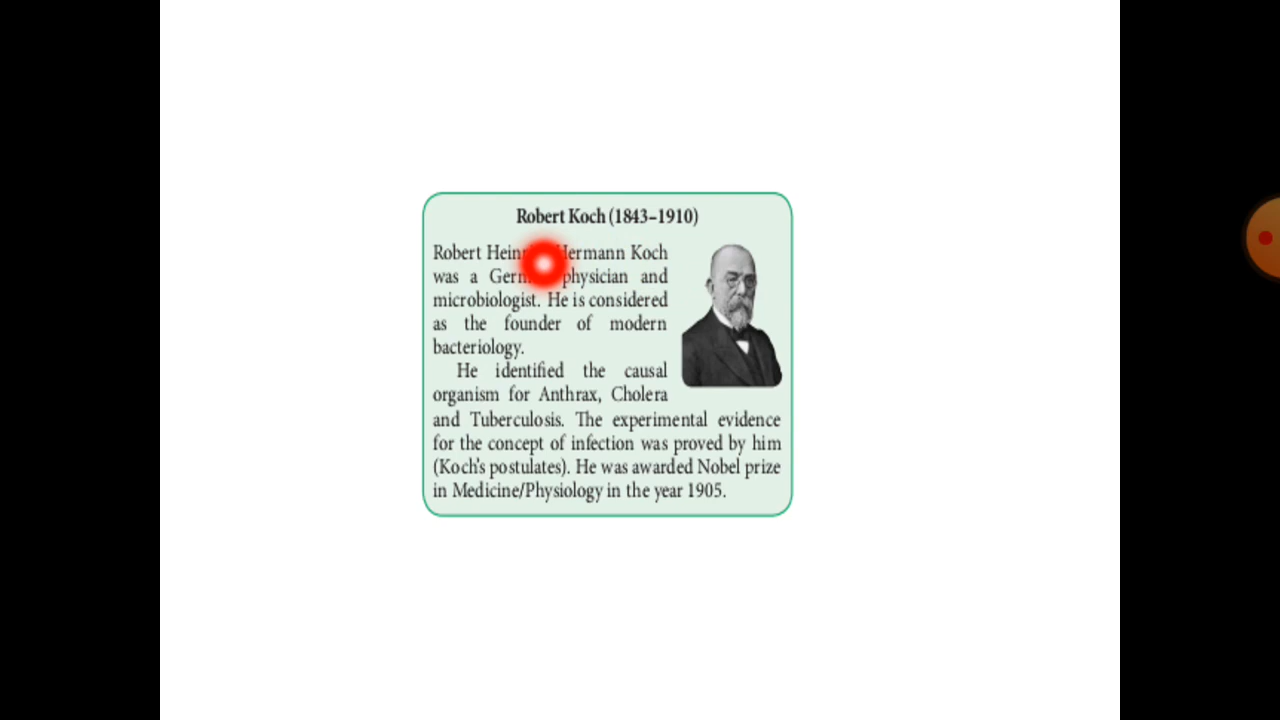 Robert Koch (1843–1910)
Robert Hermann Koch
was a physician and
microbiologist. He is considered
as the founder of modern
bacteriology.
He identified the causal
organism for Anthrax, Cholera
and Tuberculosis. The experimental evidence
for the concept of infection was proved by him
(Koch's postulates). He was awarded Nobel prize
in Medicine/Physiology in the year 1905.